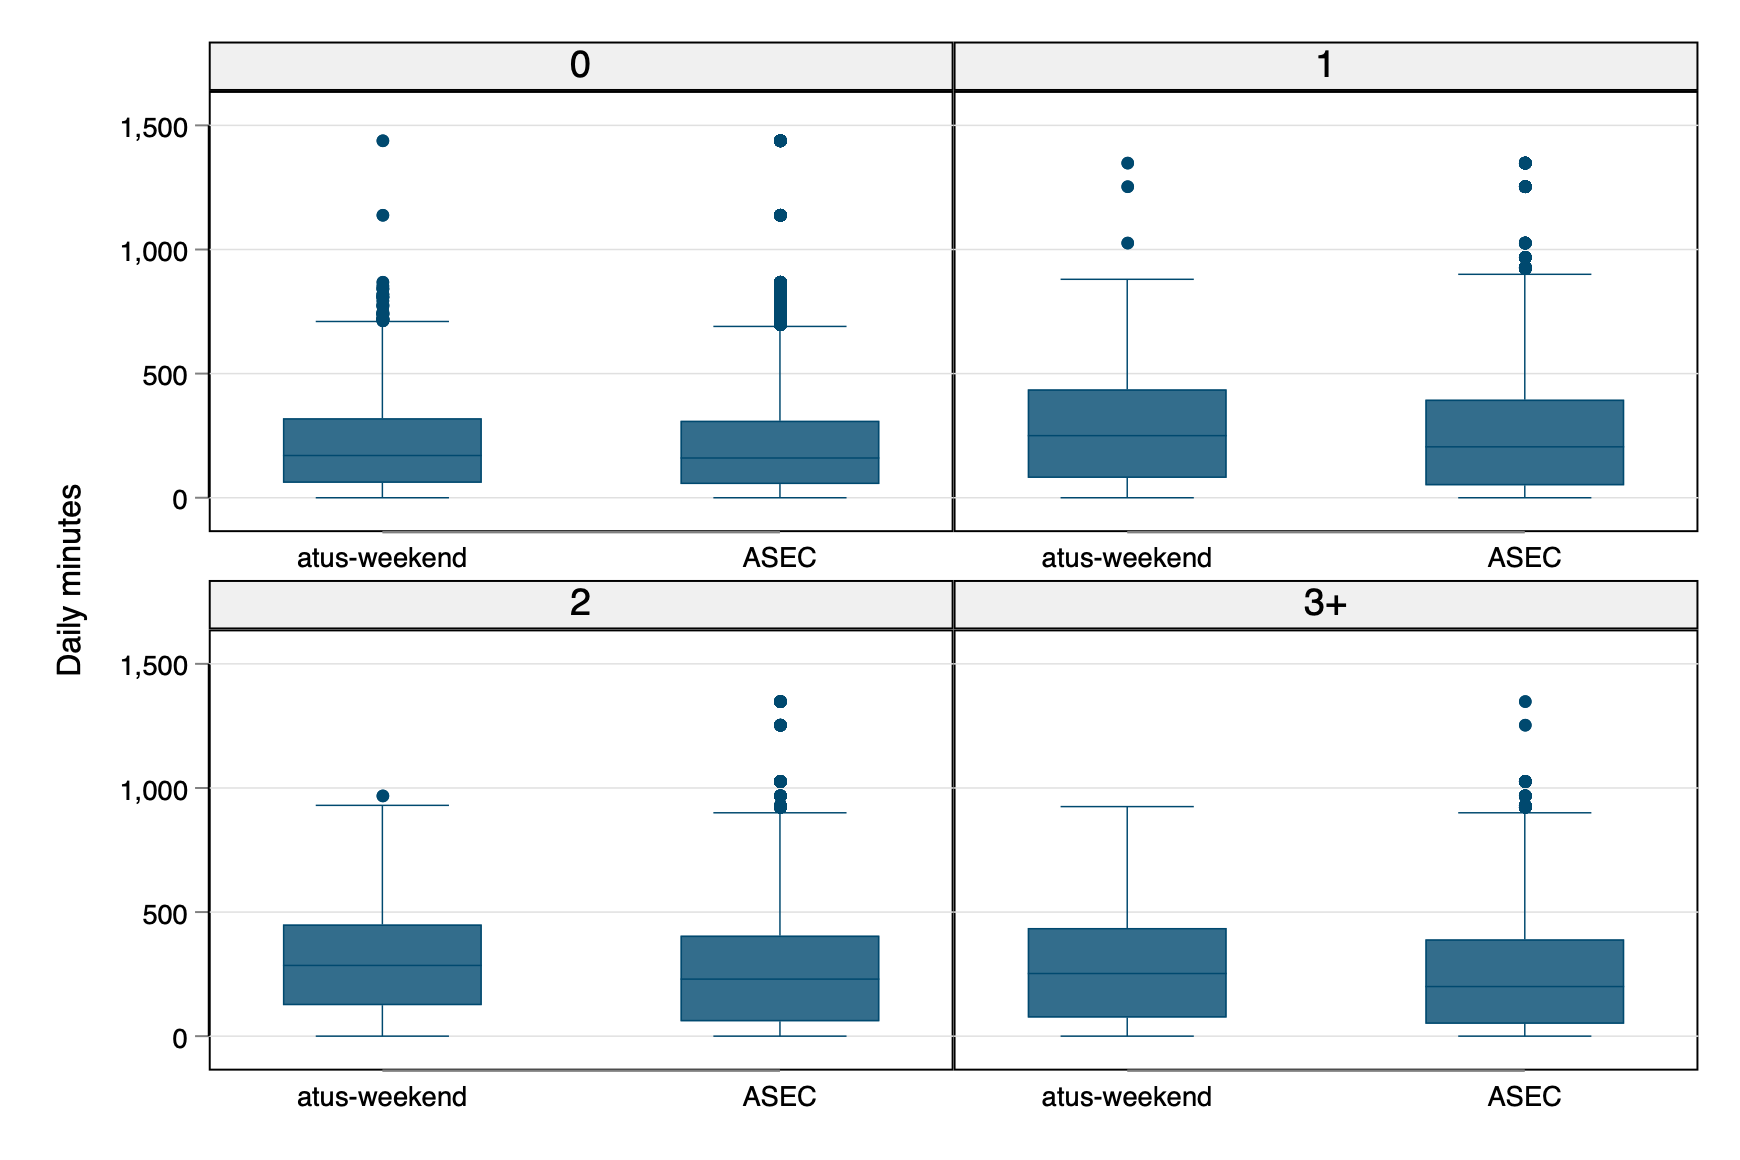 0
1
1,500
1,000
500
0
atus-weekend
ASEC
atus-weekend
ASEC
Daily minutes
2
3+
1,500
1,000
500
0
atus-weekend
ASEC
atus-weekend
ASEC